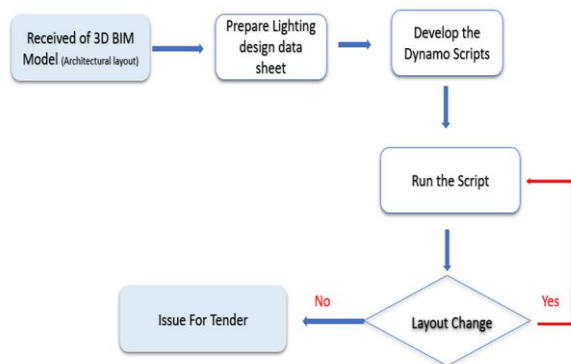 Received of 3D BIM
Model (Architectural layout)
Prepare Lighting
design data
sheet
Develop the
Dynamo Scripts
Run the Script
Layout Change
Yes
No
Issue For Tender